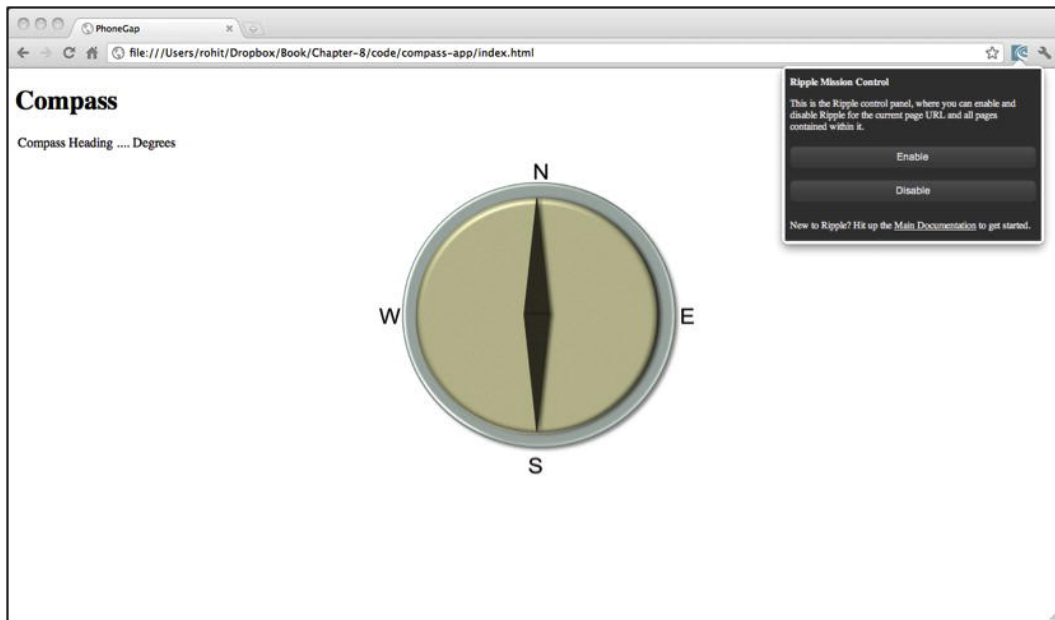 PhoneGap
file:///Users/rohit/Dropbox/Book/Chapter-8/code/compass-app/index.html
Ripple Mission Control
This is the Ripple control panel, where you can enable and
disable Ripple for the current page URL and all pages
contained within it.
Enable
Disable
New to Ripple? Hit up the Main Documentation to get started.
Compass
Compass Heading .... Degrees
N
W
E
S